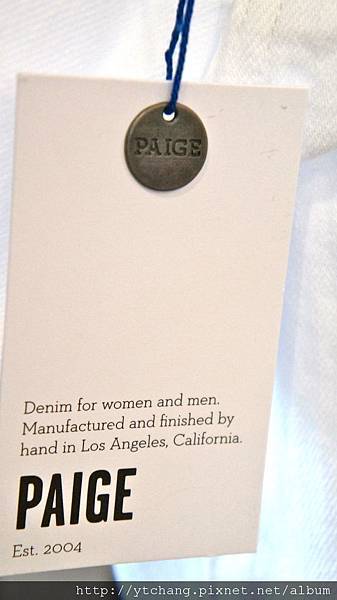 PAIGE
Denim for women and men.
Manufactured and finished by
hand in Los Angeles, California.
PAIGE
Est. 2004
http://ytchang.pixnet.net/album